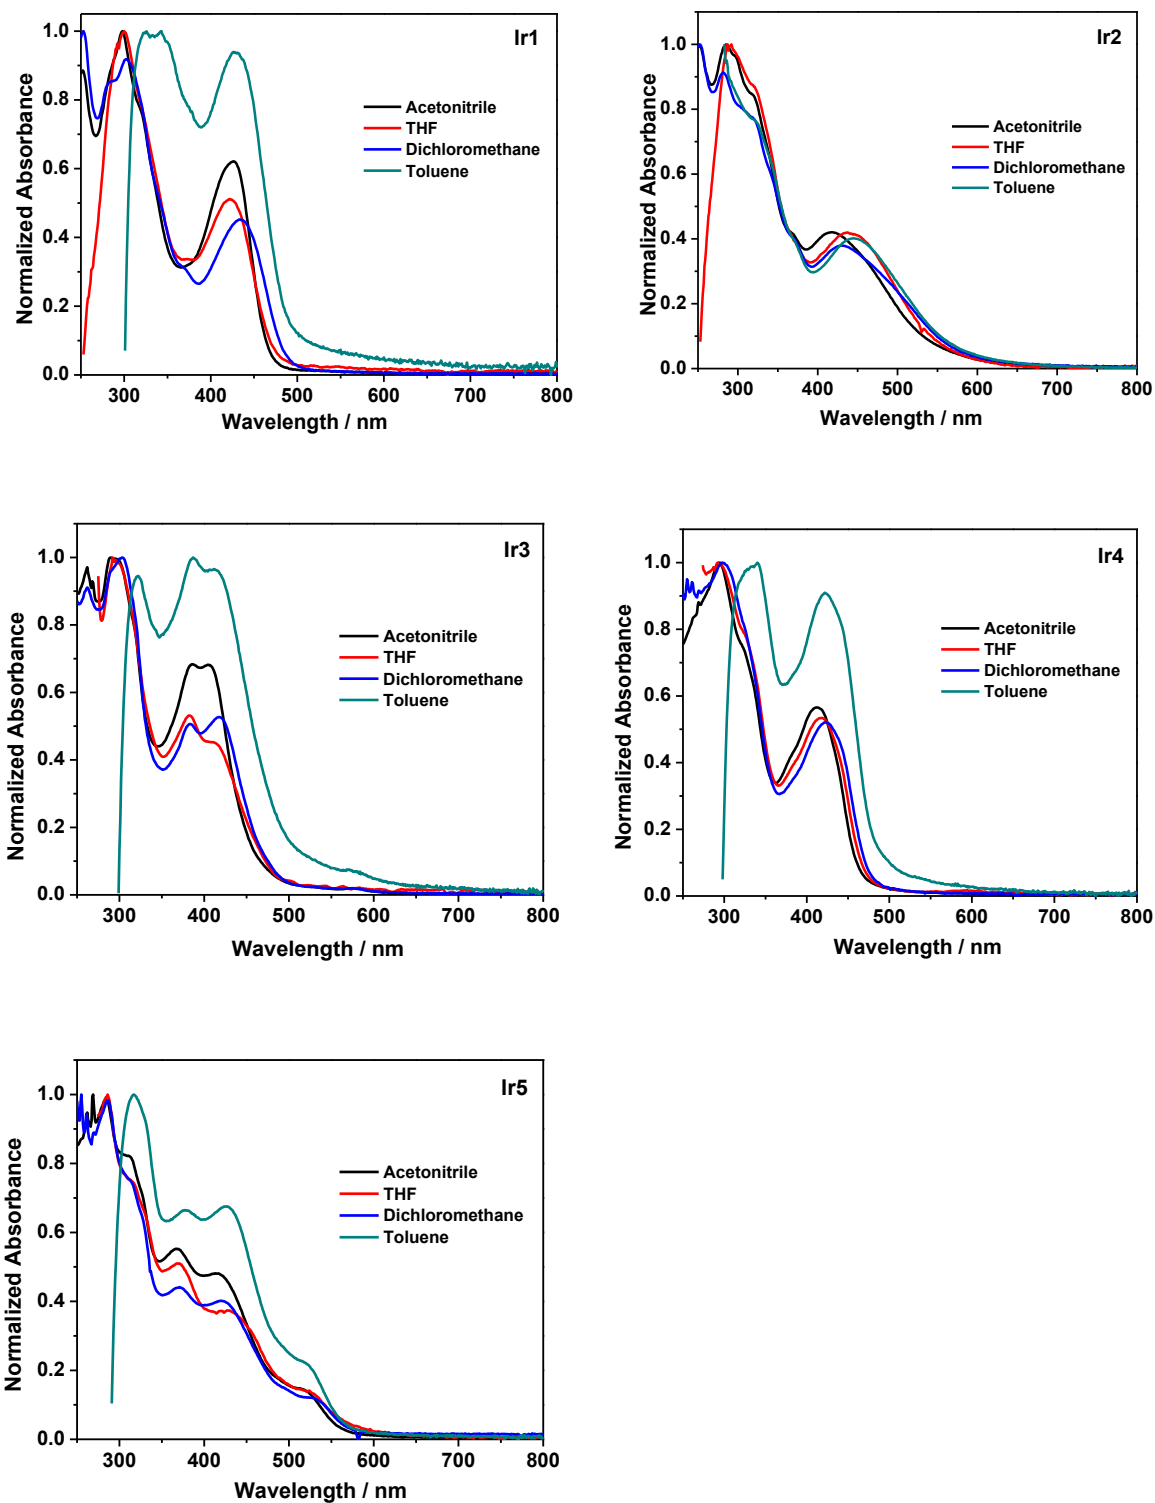 Ir1
Normalized Absorbance
1.0
0.8
0.6
0.4
0.2
0.0
Acetonitrile
THF
Dichloromethane
Toluene
300 400 500 600 700 800
Wavelength / nm
Ir2
Normalized Absorbance
1.0
0.8
0.6
0.4
0.2
0.0
Acetonitrile
THF
Dichloromethane
Toluene
300 400 500 600 700 800
Wavelength / nm
Ir3
Normalized Absorbance
1.0
0.8
0.6
0.4
0.2
0.0
Acetonitrile
THF
Dichloromethane
Toluene
300 400 500 600 700 800
Wavelength / nm
Ir4
Normalized Absorbance
1.0
0.8
0.6
0.4
0.2
0.0
Acetonitrile
THF
Dichloromethane
Toluene
300 400 500 600 700 800
Wavelength / nm
Ir5
Normalized Absorbance
1.0
0.8
0.6
0.4
0.2
0.0
Acetonitrile
THF
Dichloromethane
Toluene
300 400 500 600 700 800
Wavelength / nm